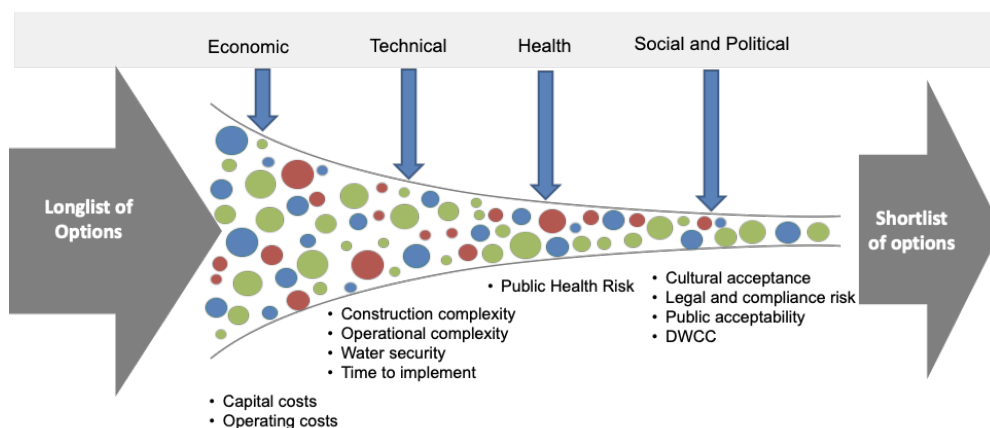 Economic
Technical
Health
Social and Political
Longlist of
Options
Shortlist
of options
• Capital costs
• Operating costs
• Construction complexity
• Operational complexity
• Water security
• Time to implement
• Public Health Risk
• Cultural acceptance
• Legal and compliance risk
• Public acceptability
• DWCC